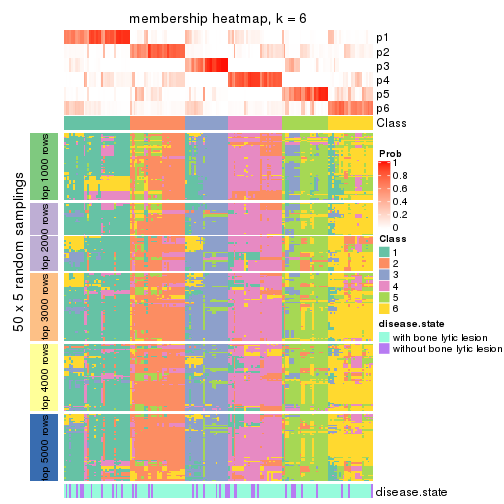 membership heatmap, k = 6
p1
p2
p3
p4
p5
p6
Class
50 x 5 random samplings
top 1000 rows
top 2000 rows
top 3000 rows
top 4000 rows
top 5000 rows
disease.state
Prob
1
0.8
0.6
0.4
0.2
0
Class
1
2
3
4
5
6
disease.state
with bone lytic lesion
without bone lytic lesion